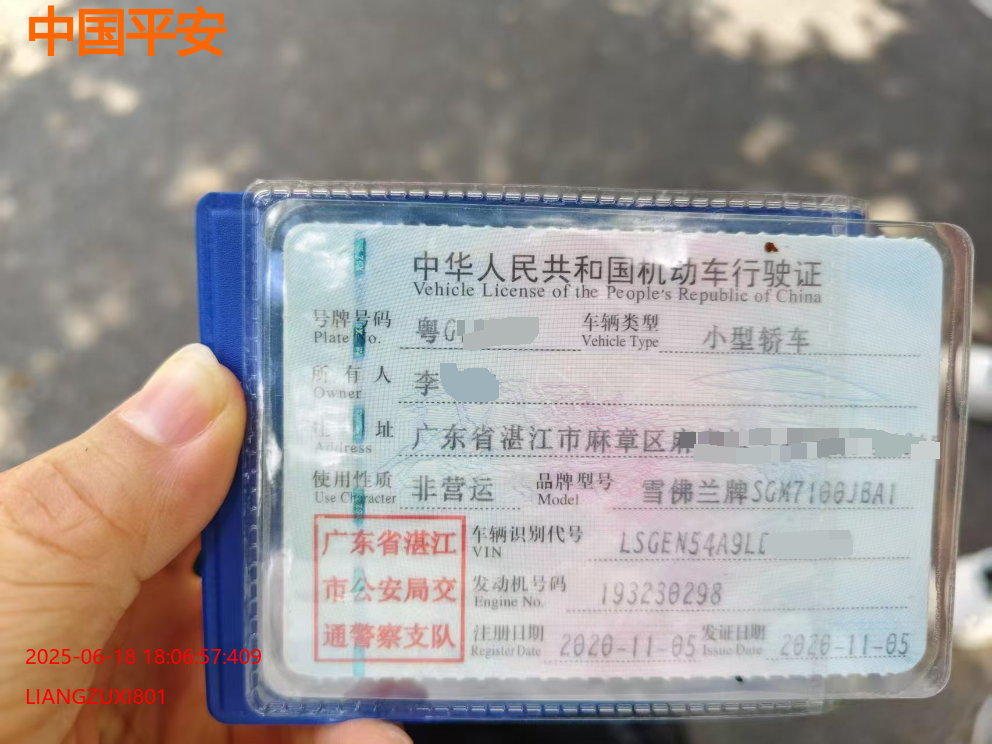 中国平安
中华人民共和国机动车行驶证
Vehicle License of the People's Republic of China
号牌号码 粤G 车辆类型 小型轿车
Plate No. Vehicle Type
所有人 李
Owner
住址 广东省湛江市麻章区麻
Address
使用性质 非营运 品牌型号 雪佛兰牌SGM7100JBA1
Use Character Model
广东省湛江 车辆识别代号 LSGEN54A9L
VIN
市公安局交 发动机号码 193230298
Engine No.
通警察支队 注册日期 2020-11-05 发证日期 2020-11-05
Register Date Issue Date
2025-06-18 18:06:57:409
LIANGZUXI801